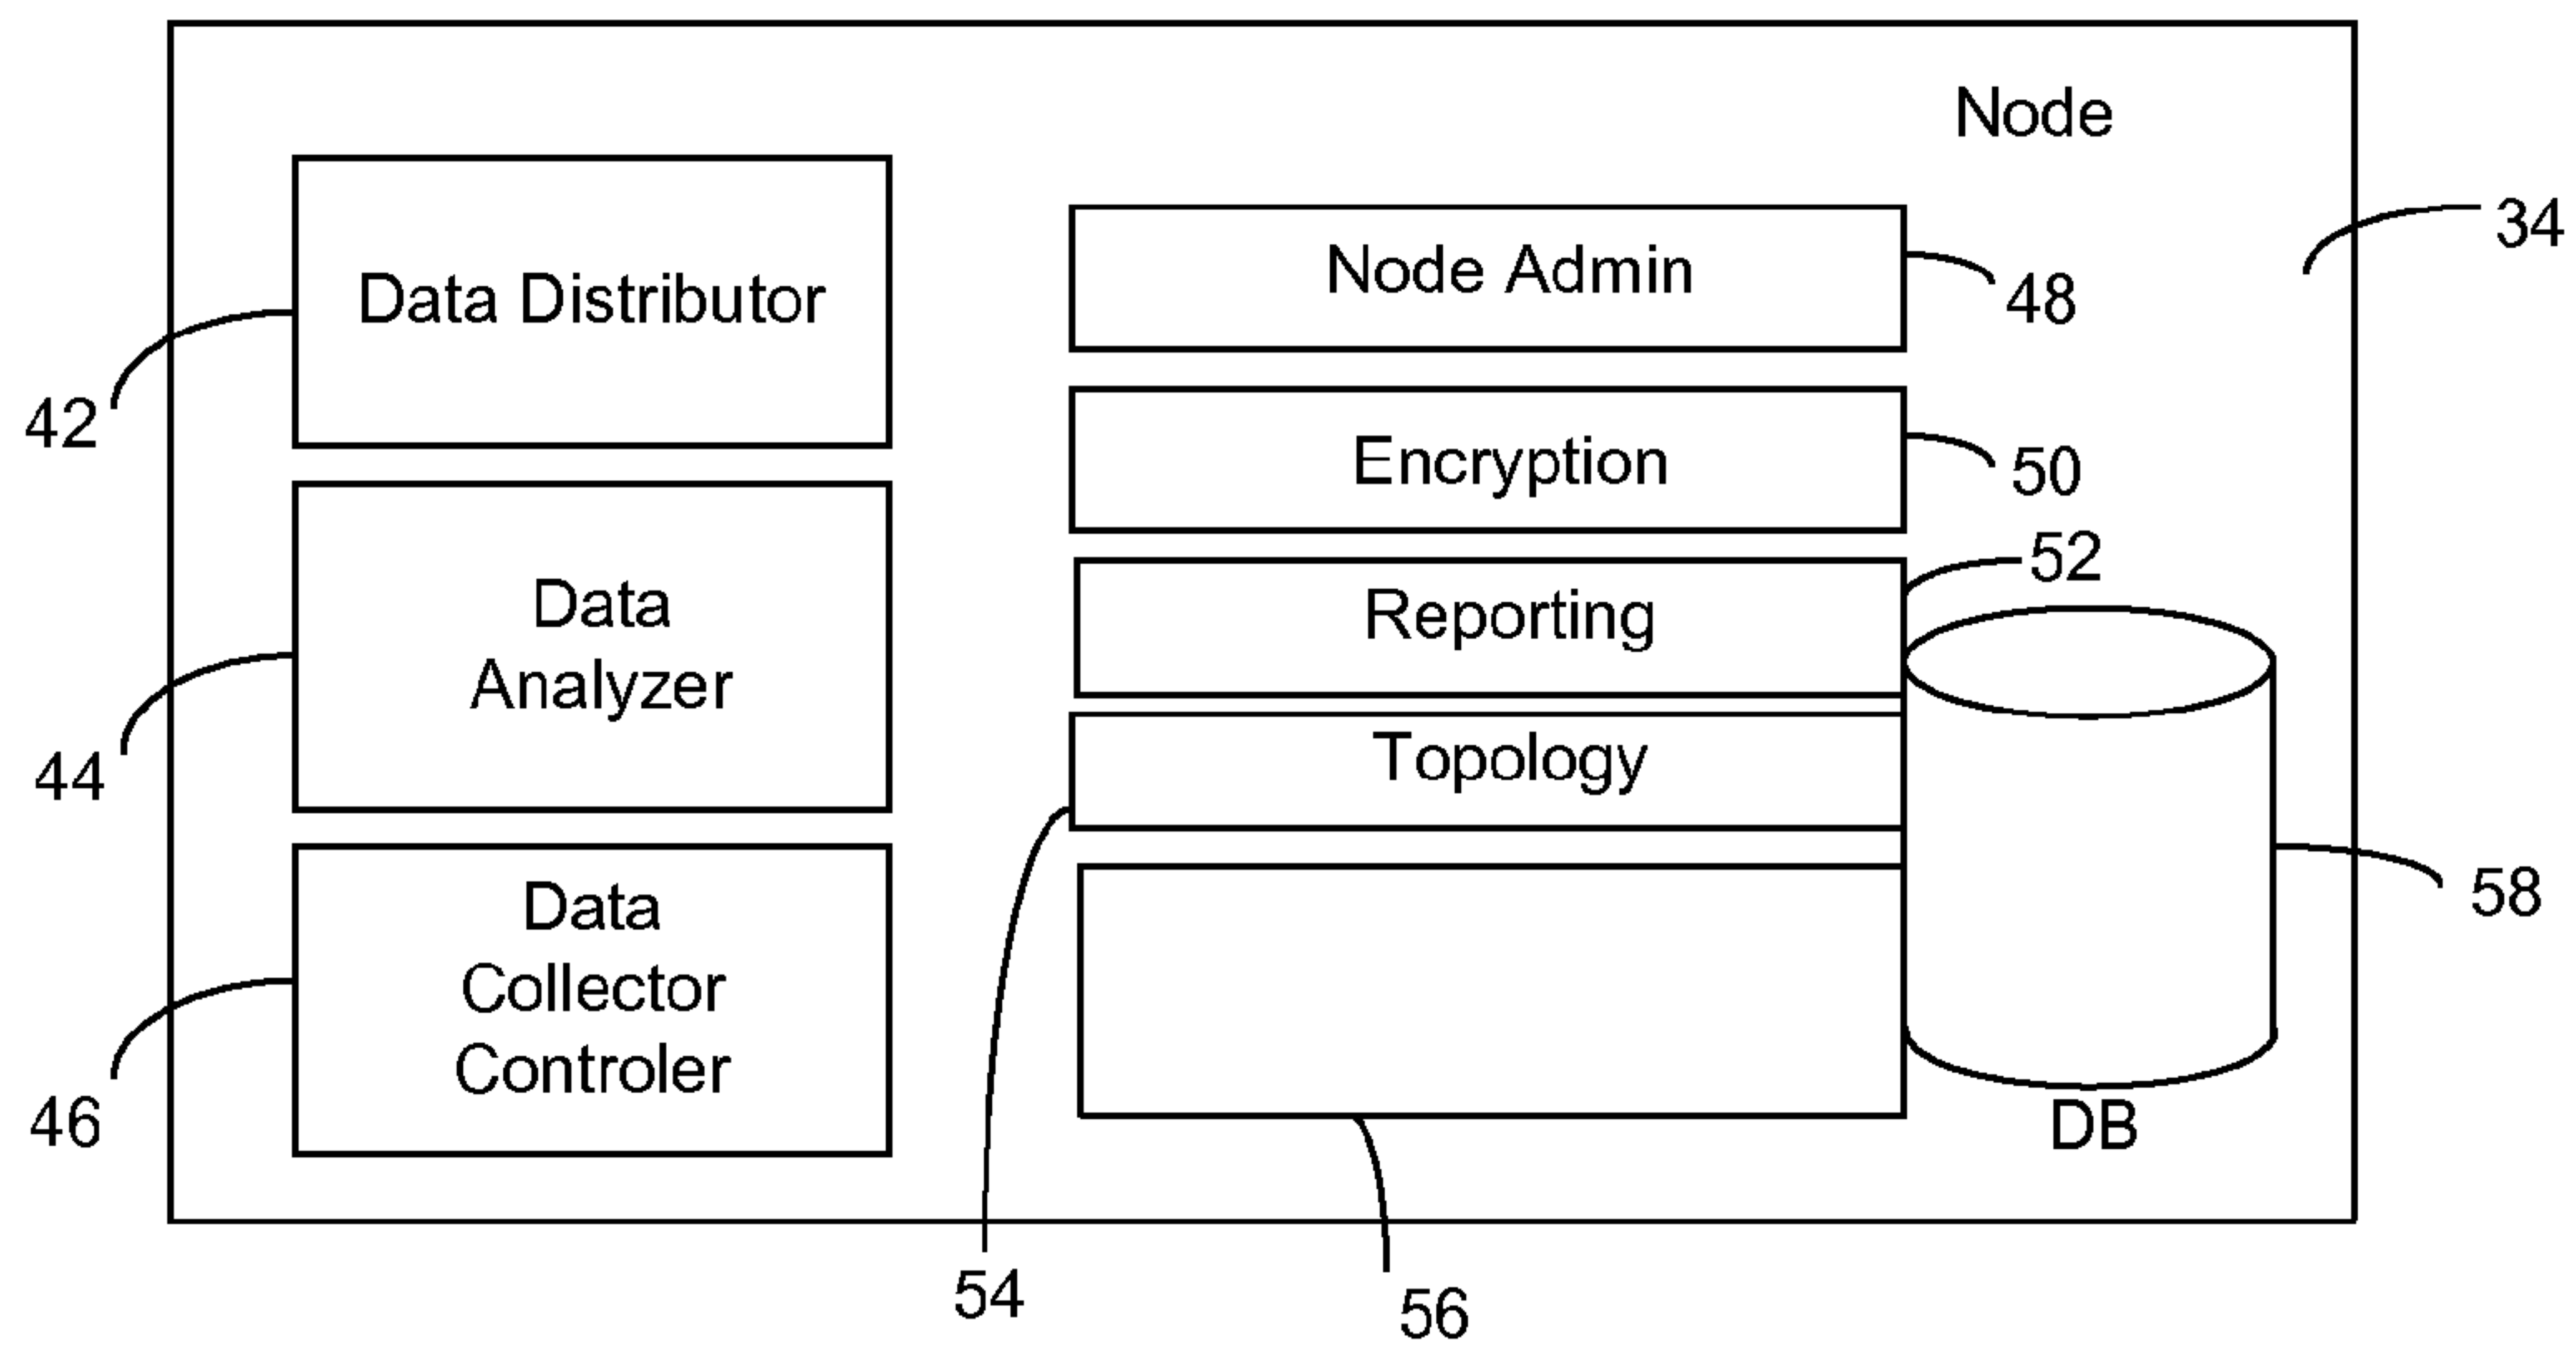 Node
34
Data Distributor
42
Node Admin
48
Encryption
50
Data
Analyzer
44
Reporting
52
Topology
54
Data
Collector
Controler
46
56
58
DB